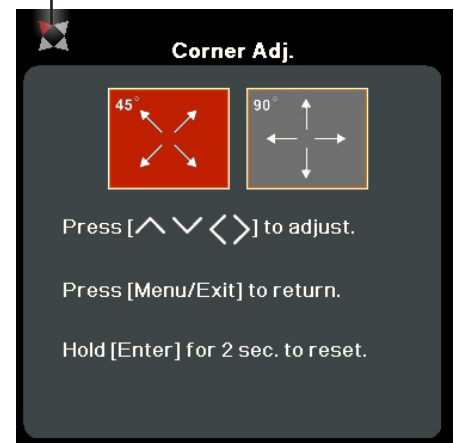 Corner Adj.
45° 90°
Press [︿﹀〈〉] to adjust.
Press [Menu/Exit] to return.
Hold [Enter] for 2 sec. to reset.